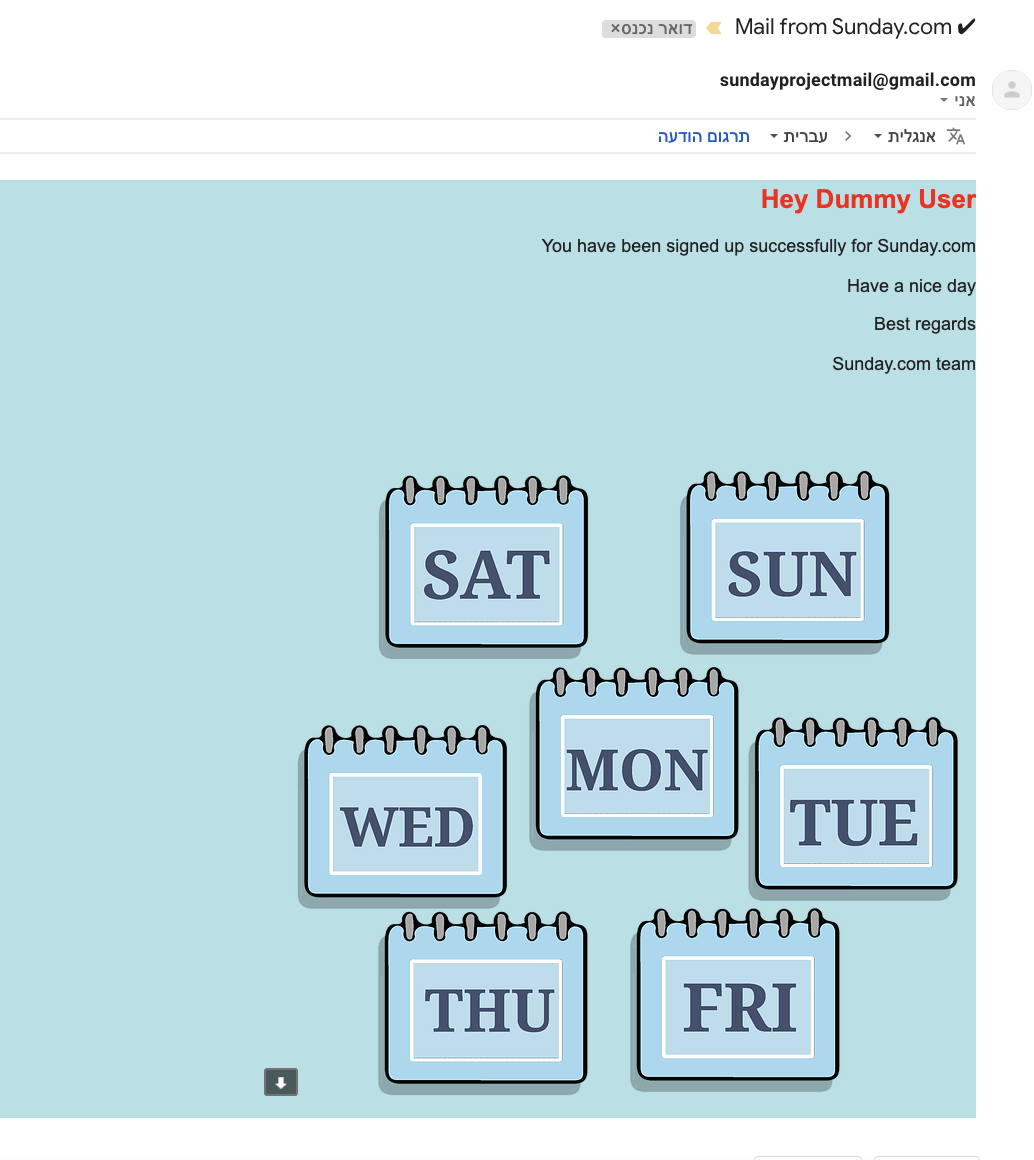 Mail from Sunday.com ✔
דואר נכנס ×
sundayprojectmail@gmail.com
אני
אנגלית
עברית
תרגום הודעה
Hey Dummy User
You have been signed up successfully for Sunday.com
Have a nice day
Best regards
Sunday.com team
SAT
SUN
MON
WED
TUE
THU
FRI